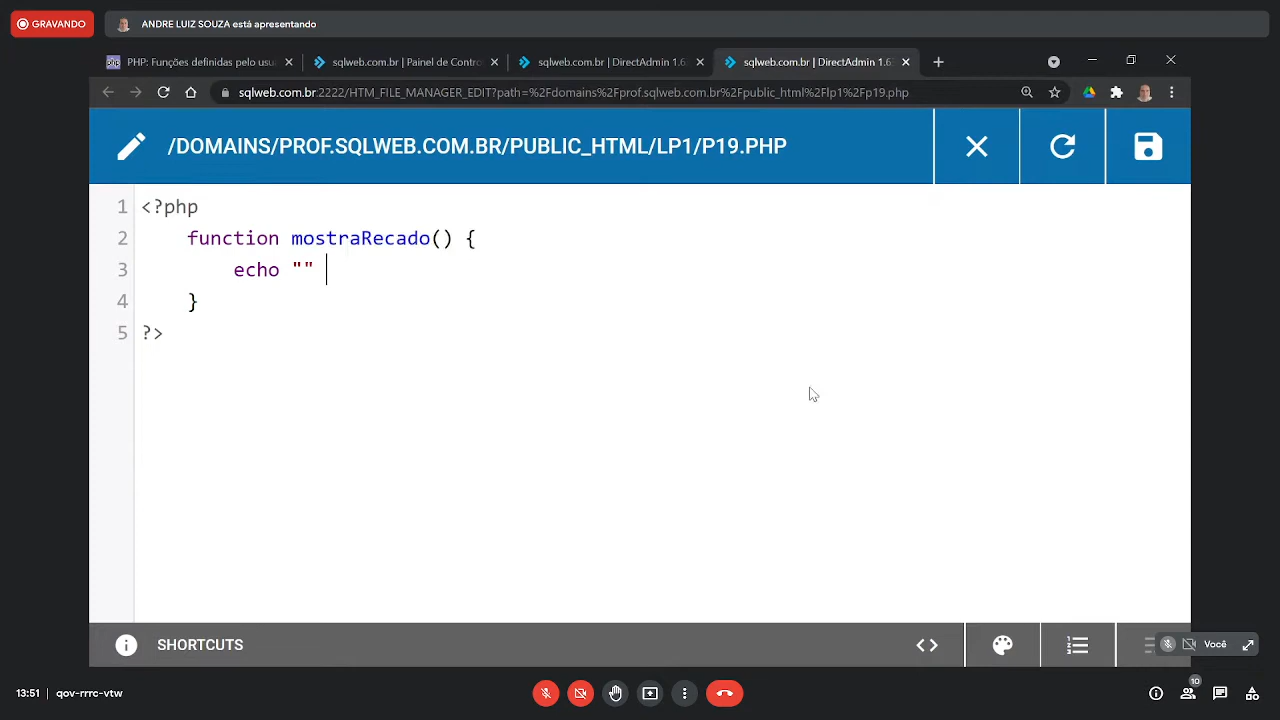 GRAVANDO
ANDRE LUIZ SOUZA está apresentando
php PHP: Funções definidas pelo usu
sqlweb.com.br | Painel de Contro
sqlweb.com.br | DirectAdmin 1.6
sqlweb.com.br | DirectAdmin 1.6
sqlweb.com.br:2222/HTM_FILE_MANAGER_EDIT?path=%2Fdomains%2Fprof.sqlweb.com.br%2Fpublic_html%2Flp1%2Fp19.php
/DOMAINS/PROF.SQLWEB.COM.BR/PUBLIC_HTML/LP1/P19.PHP
1 <?php
2 function mostraRecado() {
3 echo ""
4 }
5 ?>
SHORTCUTS
Você
13:51 qov-rrrc-vtw
10